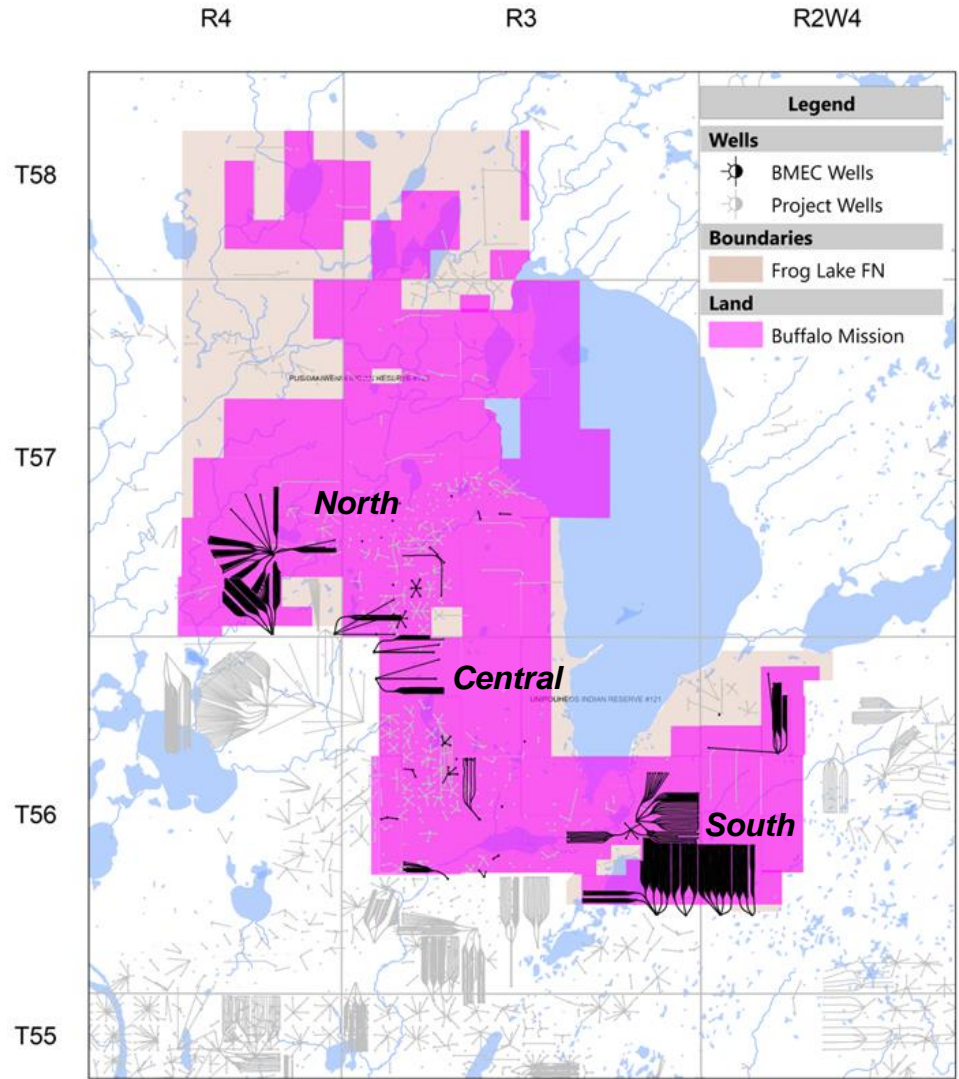 R4
R3
R2W4
Legend
Wells
BMEC Wells
Project Wells
Boundaries
Frog Lake FN
Land
Buffalo Mission
T58
T57
North
Central
INDIAN RESERVE #121
T56
South
T55